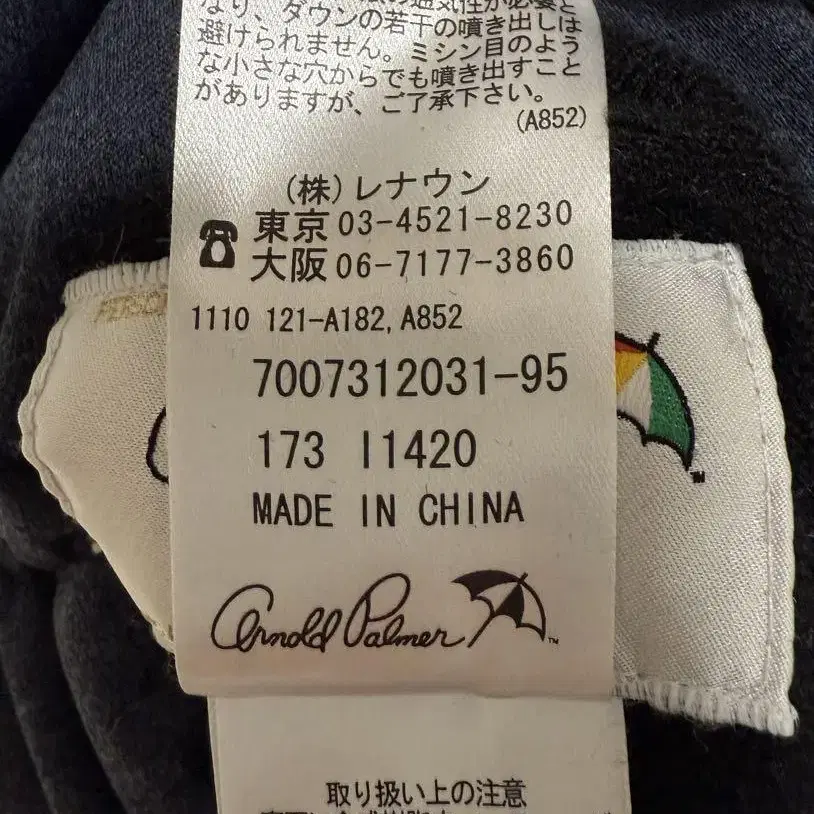 なり、ダウンの若干の噴き出しは
避けられません。ミシン目のよう
な小さな穴からでも噴き出すこと
がありますが、ご了承下さい。
(A852)
(株)レナウン
東京 03-4521-8230
大阪 06-7177-3860
1110 121-A182, A852
7007312031-95
173 I1420
MADE IN CHINA
Arnold Palmer
TM
TM
取り扱い上の注意